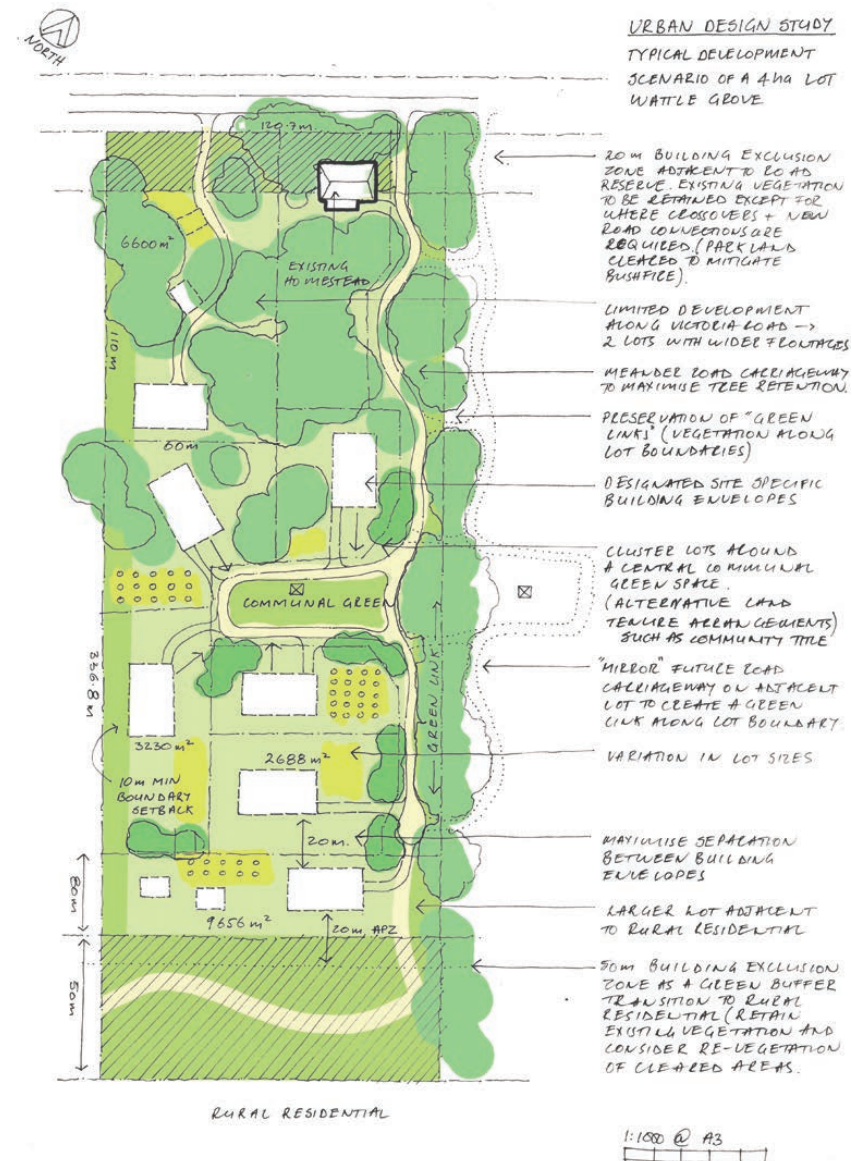 NORTH
URBAN DESIGN STUDY
TYPICAL DEVELOPMENT
SCENARIO OF A 4ha LOT
WATTLE GROVE
120.7m
20m BUILDING EXCLUSION
ZONE ADJACENT TO ROAD
RESERVE. EXISTING VEGETATION
TO BE RETAINED EXCEPT FOR
WHERE CROSSOVERS + NEW
ROAD CONNECTIONS ARE
REQUIRED. (PARKLAND
CLEARED TO MITIGATE
BUSHFIRE).
6600m²
EXISTING
HOMESTEAD
LIMITED DEVELOPMENT
ALONG VICTORIA ROAD →
2 LOTS WITH WIDER FRONTAGES
110 m
MEANDER ROAD CARRIAGEWAY
TO MAXIMISE TREE RETENTION.
PRESERVATION OF "GREEN
LINKS" (VEGETATION ALONG
LOT BOUNDARIES)
60m
DESIGNATED SITE SPECIFIC
BUILDING ENVELOPES
CLUSTER LOTS AROUND
A CENTRAL COMMUNAL
GREEN SPACE.
(ALTERNATIVE LAND
TENURE ARRANGEMENTS)
SUCH AS COMMUNITY TITLE
COMMUNAL GREEN
336.8 m
GREEN LINK
"MIRROR" FUTURE ROAD
CARRIAGEWAY ON ADJACENT
LOT TO CREATE A GREEN
LINK ALONG LOT BOUNDARY.
3230m²
2688m²
VARIATION IN LOT SIZES
10m MIN
BOUNDARY
SETBACK
20m.
MAXIMISE SEPARATION
BETWEEN BUILDING
ENVELOPES
80m
9656m²
20m APZ
LARGER LOT ADJACENT
TO RURAL RESIDENTIAL
50m
50m BUILDING EXCLUSION
ZONE AS A GREEN BUFFER
TRANSITION TO RURAL
RESIDENTIAL (RETAIN
EXISTING VEGETATION AND
CONSIDER RE-VEGETATION
OF CLEARED AREAS.
RURAL RESIDENTIAL
1:1000 @ A3